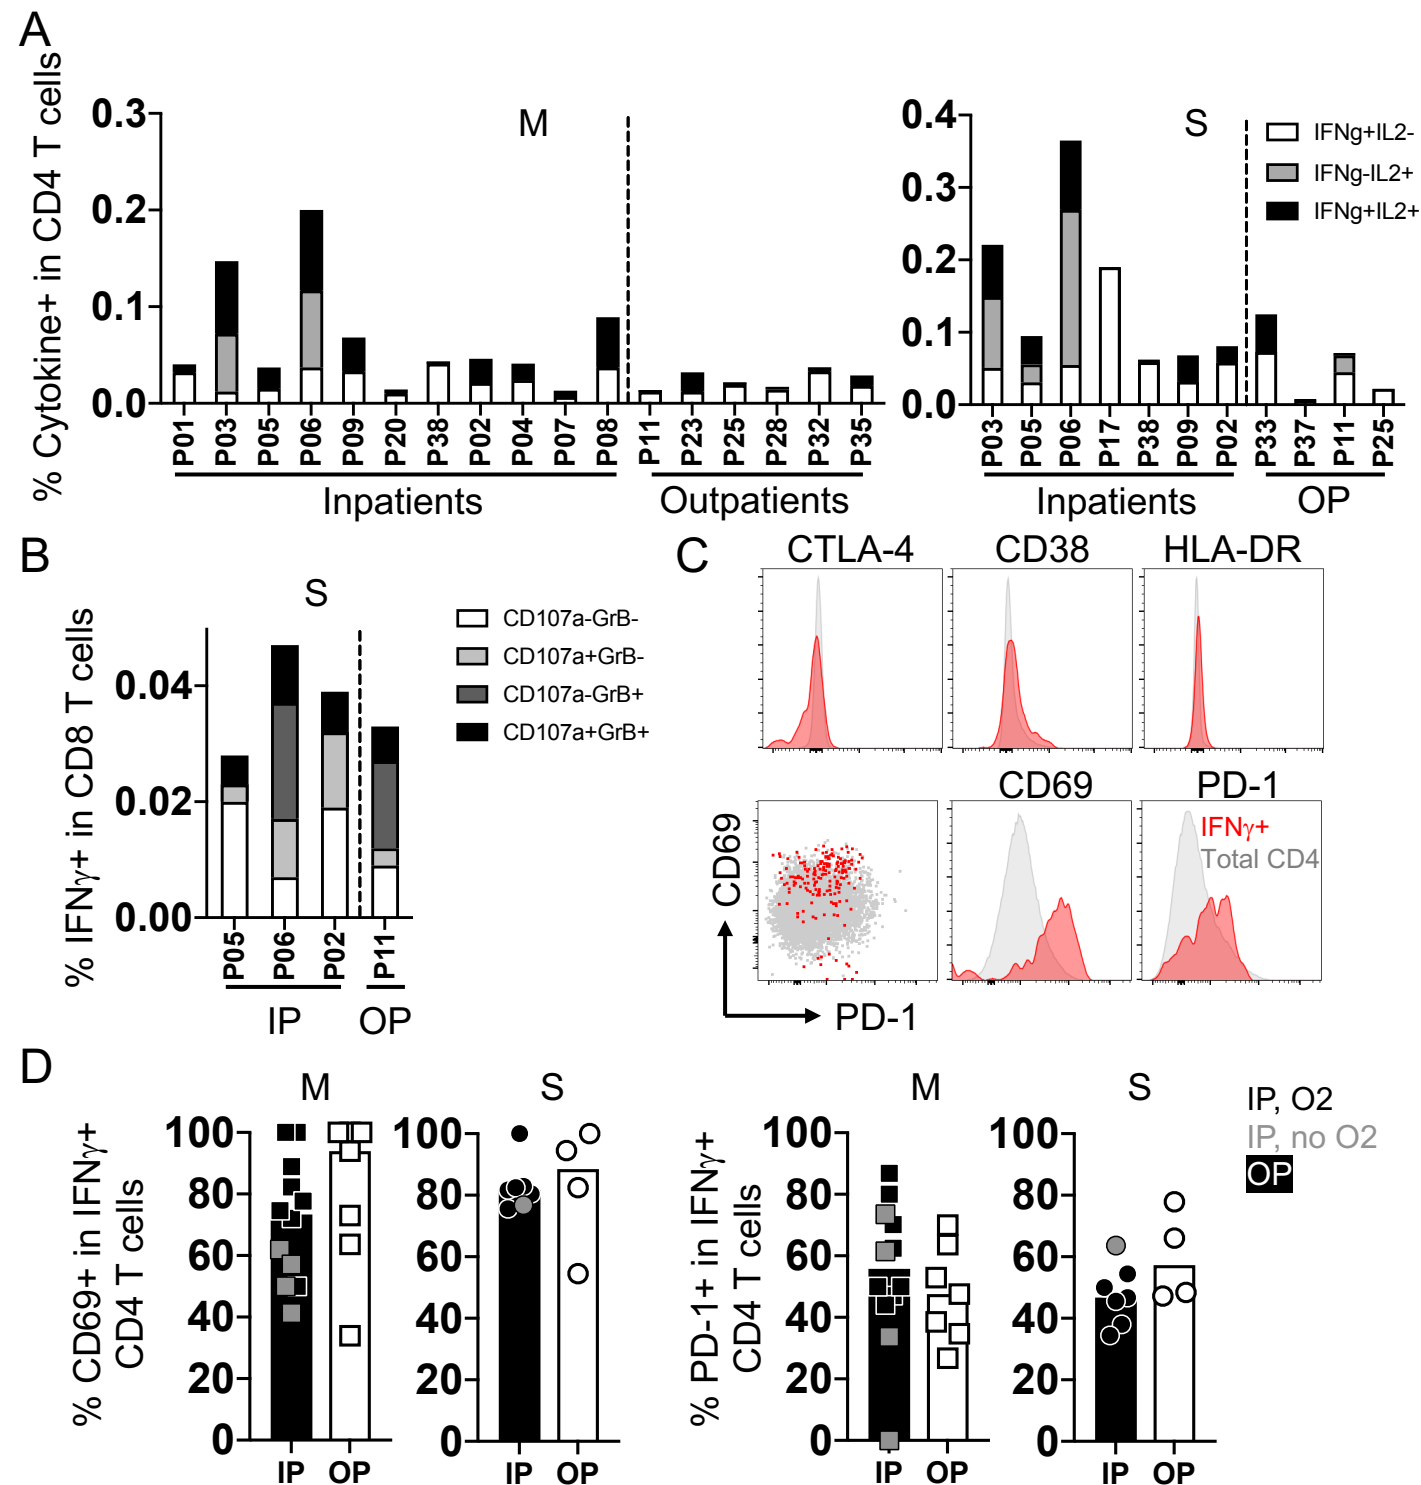 A
% Cytokine+ in CD4 T cells
M
0.3
0.2
0.1
0.0
P01 P03 P05 P06 P09 P20 P38 P02 P04 P07 P08 P11 P23 P25 P28 P32 P35
Inpatients Outpatients
S
0.4
0.3
0.2
0.1
0.0
P03 P05 P06 P17 P38 P09 P02 P33 P37 P11 P25
Inpatients OP
IFNg+IL2-
IFNg-IL2+
IFNg+IL2+
B
% IFNγ+ in CD8 T cells
S
0.04
0.02
0.00
P05 P06 P02 P11
IP OP
CD107a-GrB-
CD107a+GrB-
CD107a-GrB+
CD107a+GrB+
C
CTLA-4 CD38 HLA-DR
CD69 PD-1
IFNγ+
Total CD4
CD69
PD-1
D
% CD69+ in IFNγ+
CD4 T cells
M
100
80
60
40
20
0
IP OP
S
100
80
60
40
20
0
IP OP
% PD-1+ in IFNγ+
CD4 T cells
M
100
80
60
40
20
0
IP OP
S
100
80
60
40
20
0
IP OP
IP, O2
IP, no O2
OP